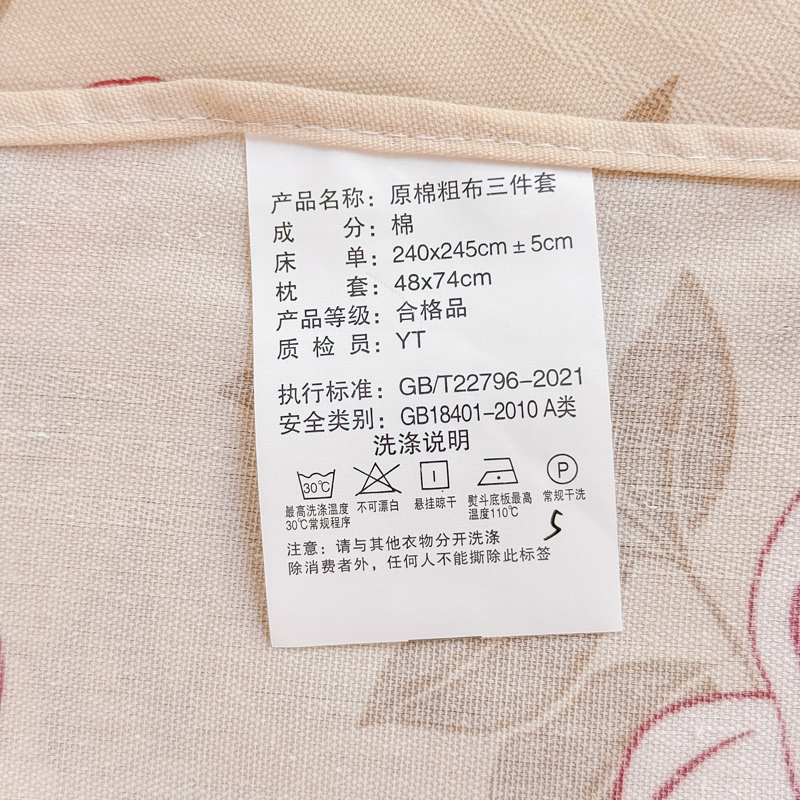 产品名称：原棉粗布三件套
成 分：棉
床 单：240x245cm±5cm
枕 套：48x74cm
产品等级：合格品
质 检 员：YT
执行标准：GB/T22796-2021
安全类别：GB18401-2010 A类
洗涤说明
30℃ P
最高洗涤温度 不可漂白 悬挂晾干 熨斗底板最高 常规干洗
30℃常规程序 温度110℃
5
注意：请与其他衣物分开洗涤
除消费者外，任何人不能撕除此标签